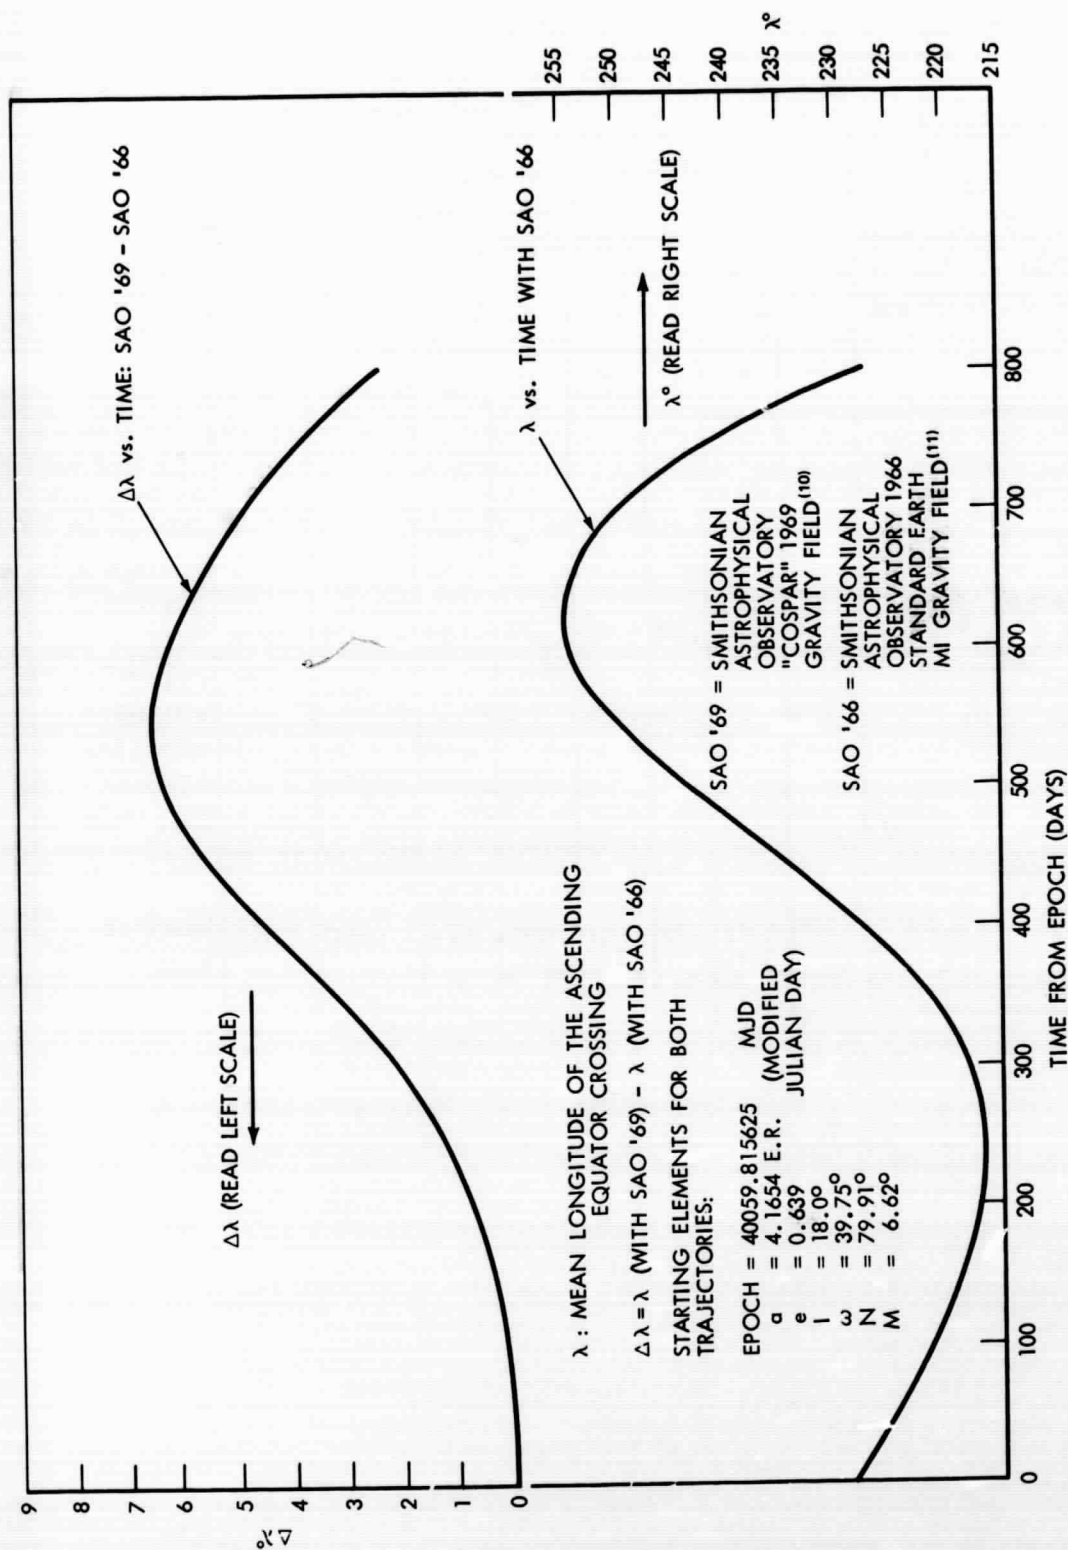 Δλ°
9
8
7
6
5
4
3
2
1
0
Δλ vs. TIME: SAO '69 – SAO '66
Δλ (READ LEFT SCALE)
λ vs. TIME WITH SAO '66
λ° (READ RIGHT SCALE)
λ : MEAN LONGITUDE OF THE ASCENDING
EQUATOR CROSSING
Δλ = λ (WITH SAO '69) – λ (WITH SAO '66)
STARTING ELEMENTS FOR BOTH
TRAJECTORIES:
EPOCH = 40059.815625 MJD
a = 4.1654 E.R. (MODIFIED
e = 0.639 JULIAN DAY)
I = 18.0°
ω = 39.75°
N = 79.91°
M = 6.62°
SAO '69 = SMITHSONIAN
ASTROPHYSICAL
OBSERVATORY
"COSPAR" 1969
GRAVITY FIELD(10)
SAO '66 = SMITHSONIAN
ASTROPHYSICAL
OBSERVATORY 1966
STANDARD EARTH
MI GRAVITY FIELD(11)
255
250
245
240
235
230
225
220
215
λ°
0
100
200
300
400
500
600
700
800
TIME FROM EPOCH (DAYS)